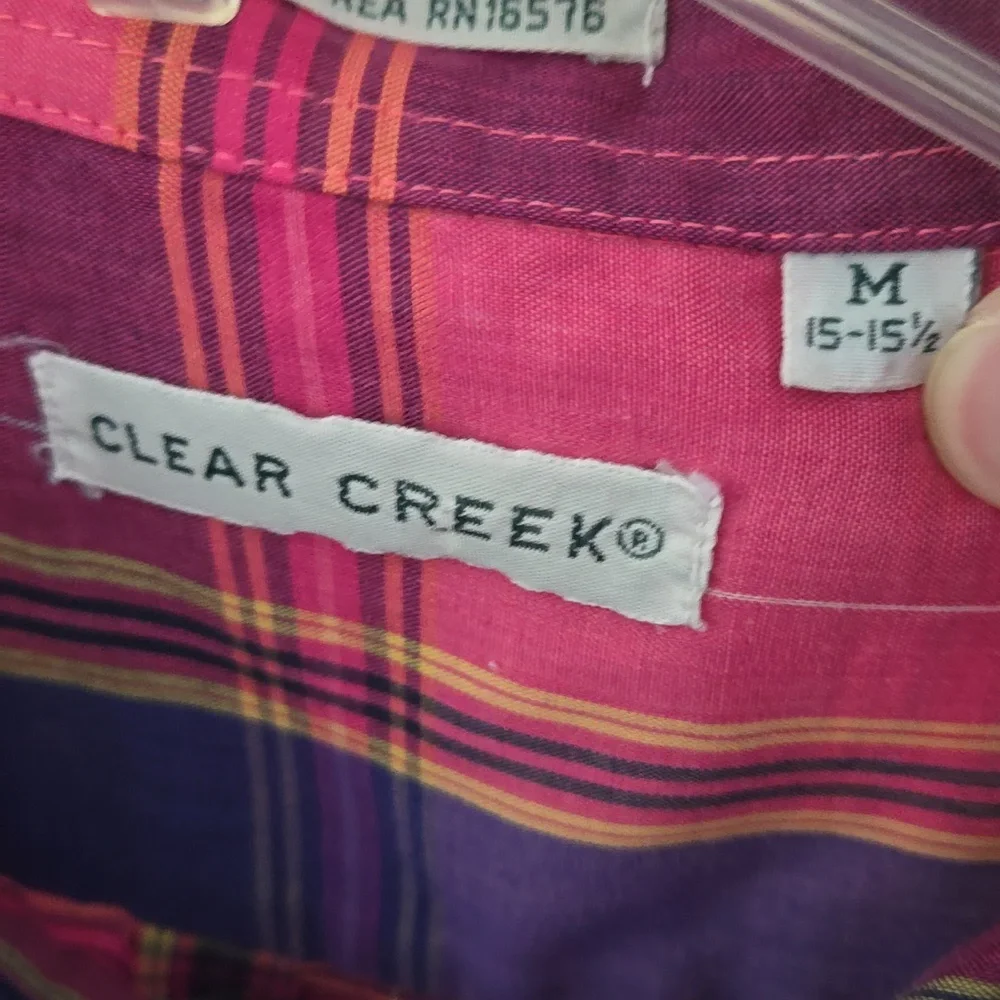 REA RN16576
M
15-15½
CLEAR CREEK®